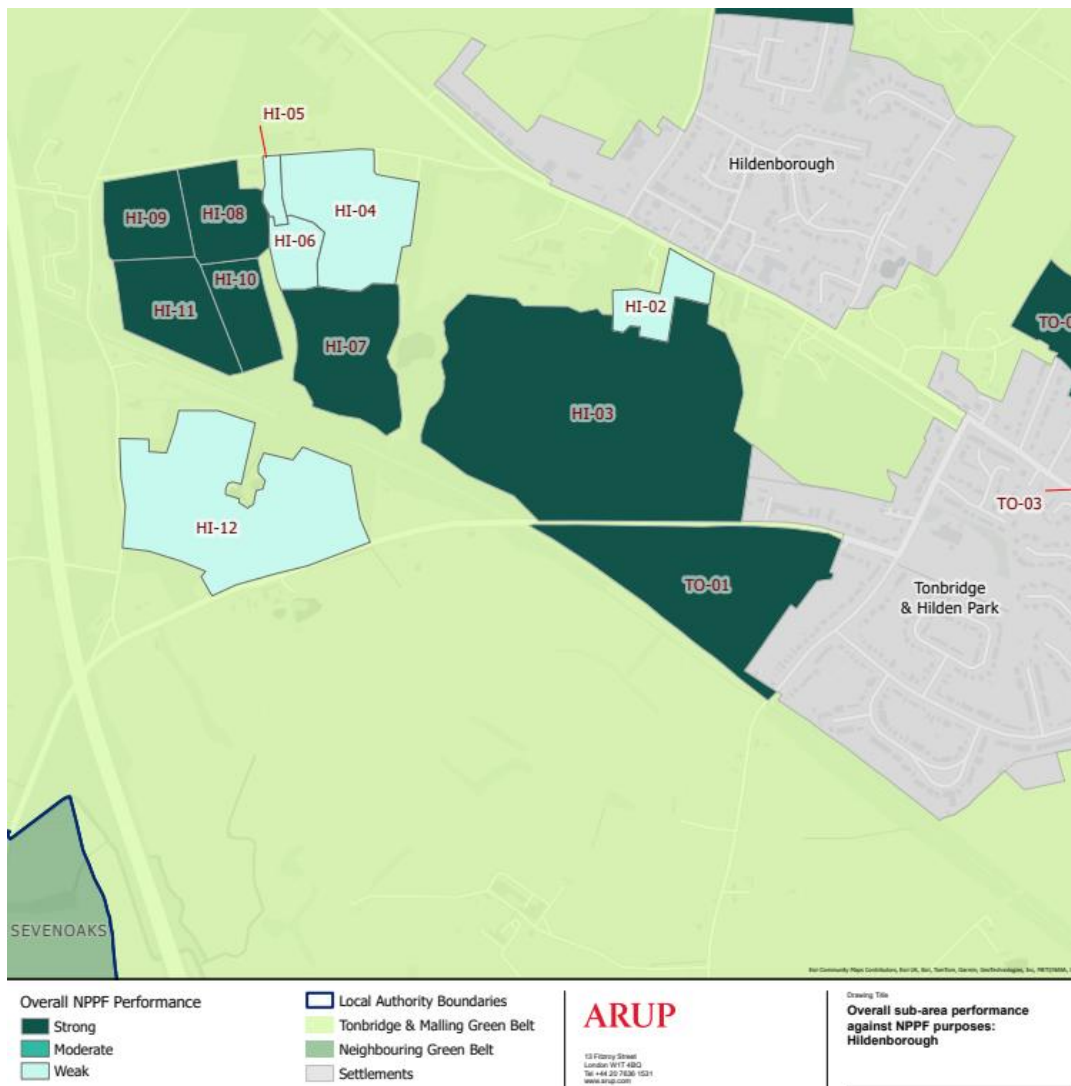 HI-05
Hildenborough
HI-09
HI-08
HI-04
HI-06
HI-10
HI-11
HI-02
HI-07
HI-03
HI-12
TO-03
TO-01
Tonbridge
& Hilden Park
SEVENOAKS
Overall NPPF Performance
Strong
Moderate
Weak
Local Authority Boundaries
Tonbridge & Malling Green Belt
Neighbouring Green Belt
Settlements
ARUP
13 Fitzroy Street
London W1T 4BQ
Tel +44 20 7636 1531
www.arup.com
Drawing Title
Overall sub-area performance
against NPPF purposes:
Hildenborough